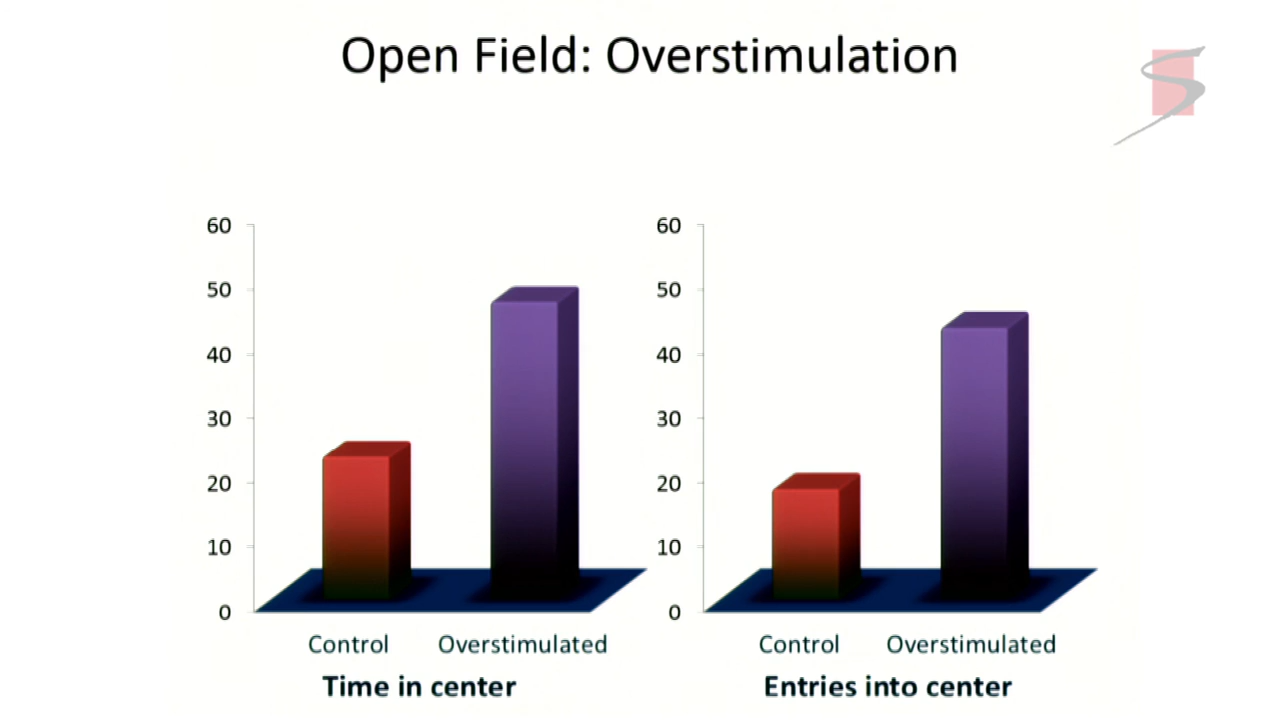 Open Field: Overstimulation
60
50
40
30
20
10
0
Control
Overstimulated
Time in center
60
50
40
30
20
10
0
Control
Overstimulated
Entries into center